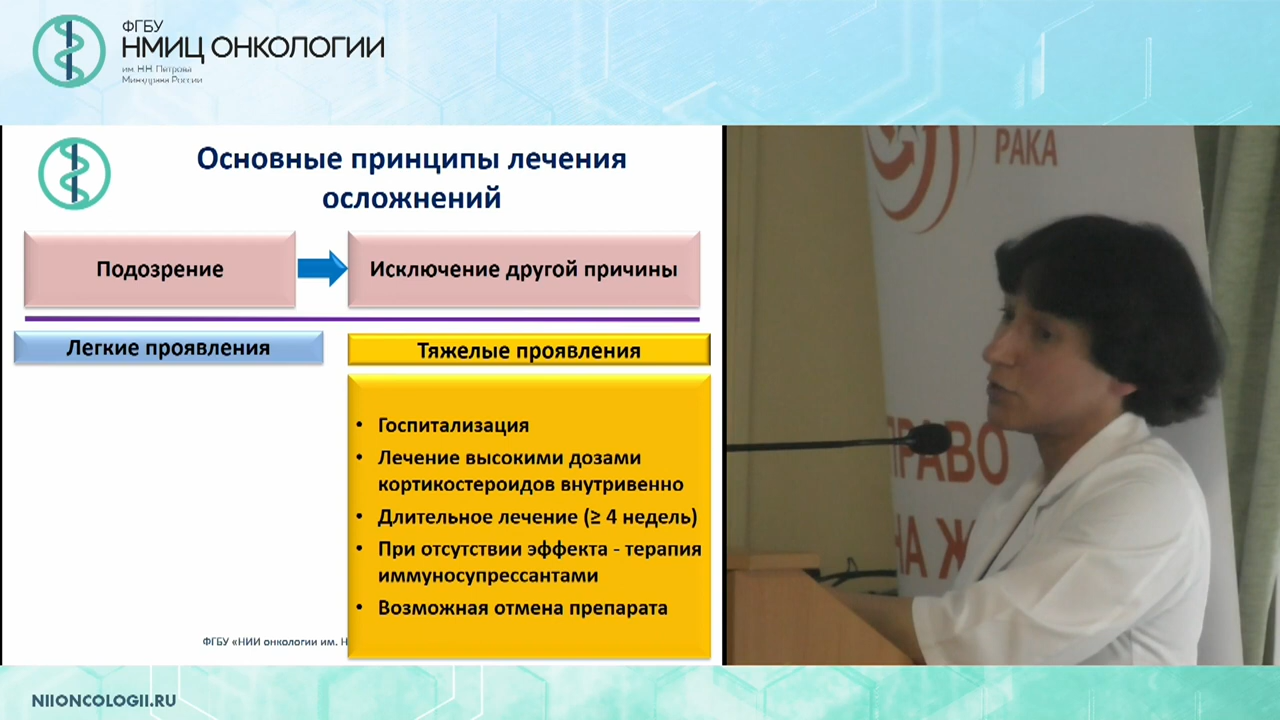 ФГБУ
НМИЦ ОНКОЛОГИИ
им. Н.Н. Петрова
Минздрава России
Основные принципы лечения
осложнений
Подозрение
Исключение другой причины
Легкие проявления
Тяжелые проявления
• Госпитализация
• Лечение высокими дозами
кортикостероидов внутривенно
• Длительное лечение (≥ 4 недель)
• При отсутствии эффекта - терапия
иммуносупрессантами
• Возможная отмена препарата
ФГБУ «НИИ онкологии им. Н
РАКА
ПРАВО
НА Ж
NIIONCOLOGII.RU